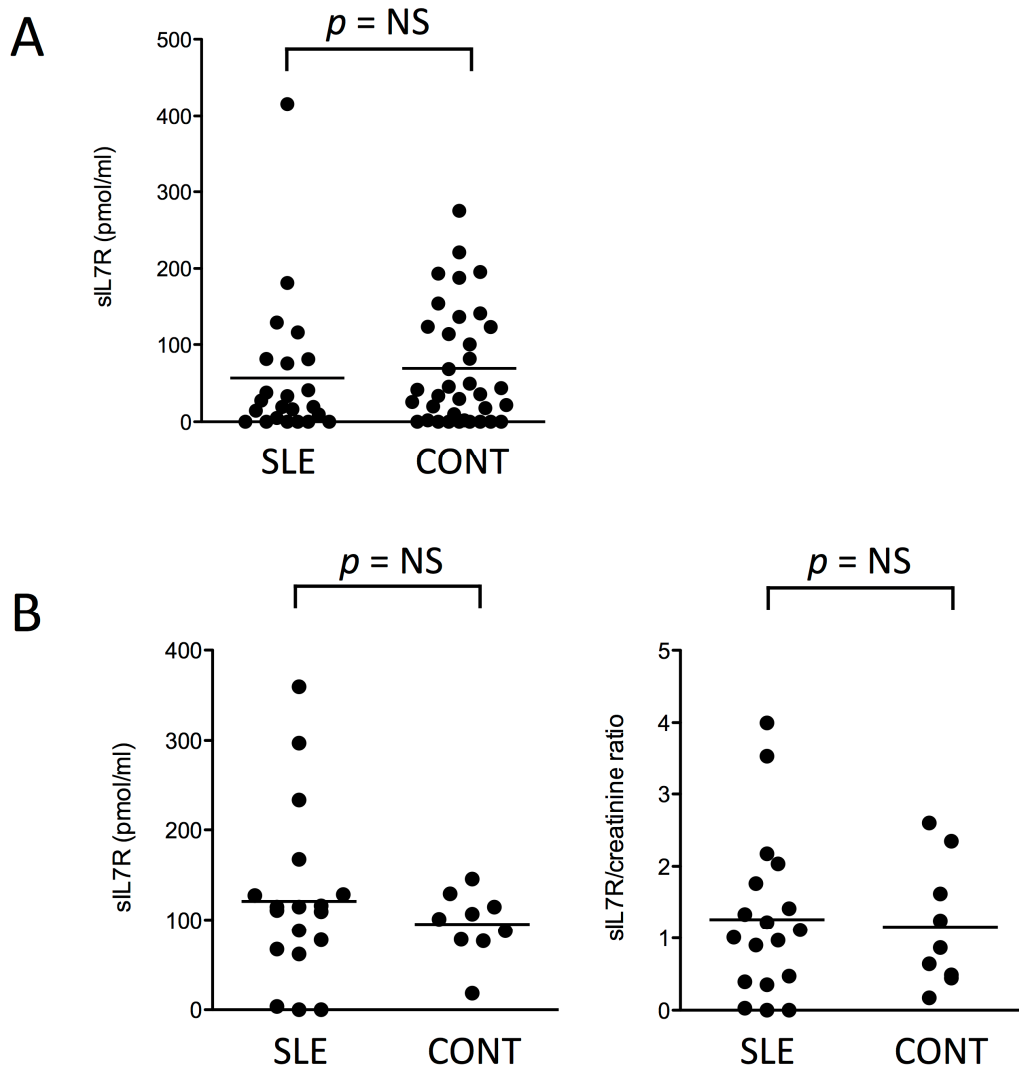 A
p = NS
500
400
300
200
100
0
sIL7R (pmol/ml)
SLE
CONT
B
p = NS
400
300
200
100
0
sIL7R (pmol/ml)
SLE
CONT
p = NS
5
4
3
2
1
0
sIL7R/creatinine ratio
SLE
CONT